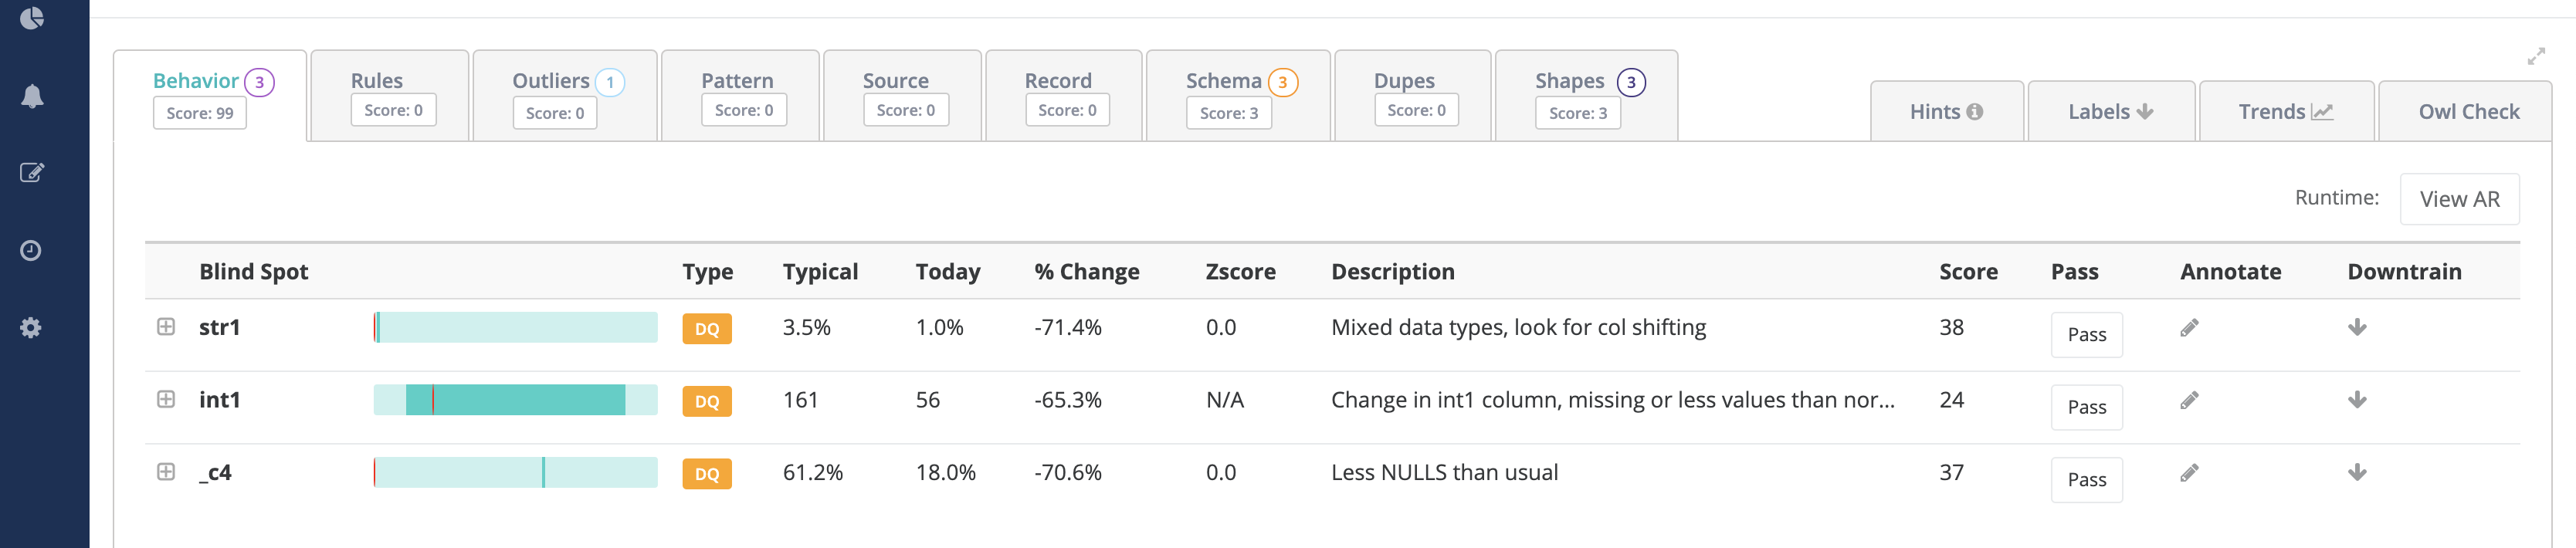 Behavior 3 Rules Outliers 1 Pattern Source Record Schema 3 Dupes Shapes 3
Score: 99 Score: 0 Score: 0 Score: 0 Score: 0 Score: 0 Score: 3 Score: 0 Score: 3
Hints Labels Trends Owl Check
Runtime: View AR
Blind Spot Type Typical Today % Change Zscore Description Score Pass Annotate Downtrain
str1 DQ 3.5% 1.0% -71.4% 0.0 Mixed data types, look for col shifting 38 Pass
int1 DQ 161 56 -65.3% N/A Change in int1 column, missing or less values than nor... 24 Pass
_c4 DQ 61.2% 18.0% -70.6% 0.0 Less NULLS than usual 37 Pass